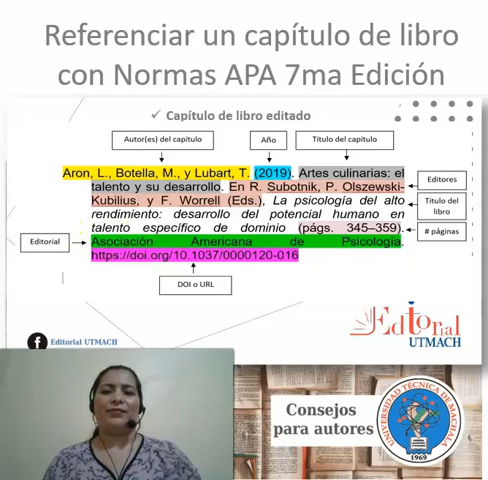 Referenciar un capítulo de libro
con Normas APA 7ma Edición
✓ Capítulo de libro editado
Autor(es) del capítulo
Año
Título del capítulo
Aron, L., Botella, M., y Lubart, T. (2019). Artes culinarias: el
talento y su desarrollo. En R. Subotnik, P. Olszewski-
Kubilius, y F. Worrell (Eds.), La psicología del alto
rendimiento: desarrollo del potencial humano en
talento específico de dominio (págs. 345–359).
Asociación Americana de Psicología.
https://doi.org/10.1037/0000120-016
Editores
Título del
libro
# páginas
Editorial
DOI o URL
Editorial
UTMACH
Editorial UTMACH
Consejos
para autores
UNIVERSIDAD TÉCNICA DE MACHALA
1969